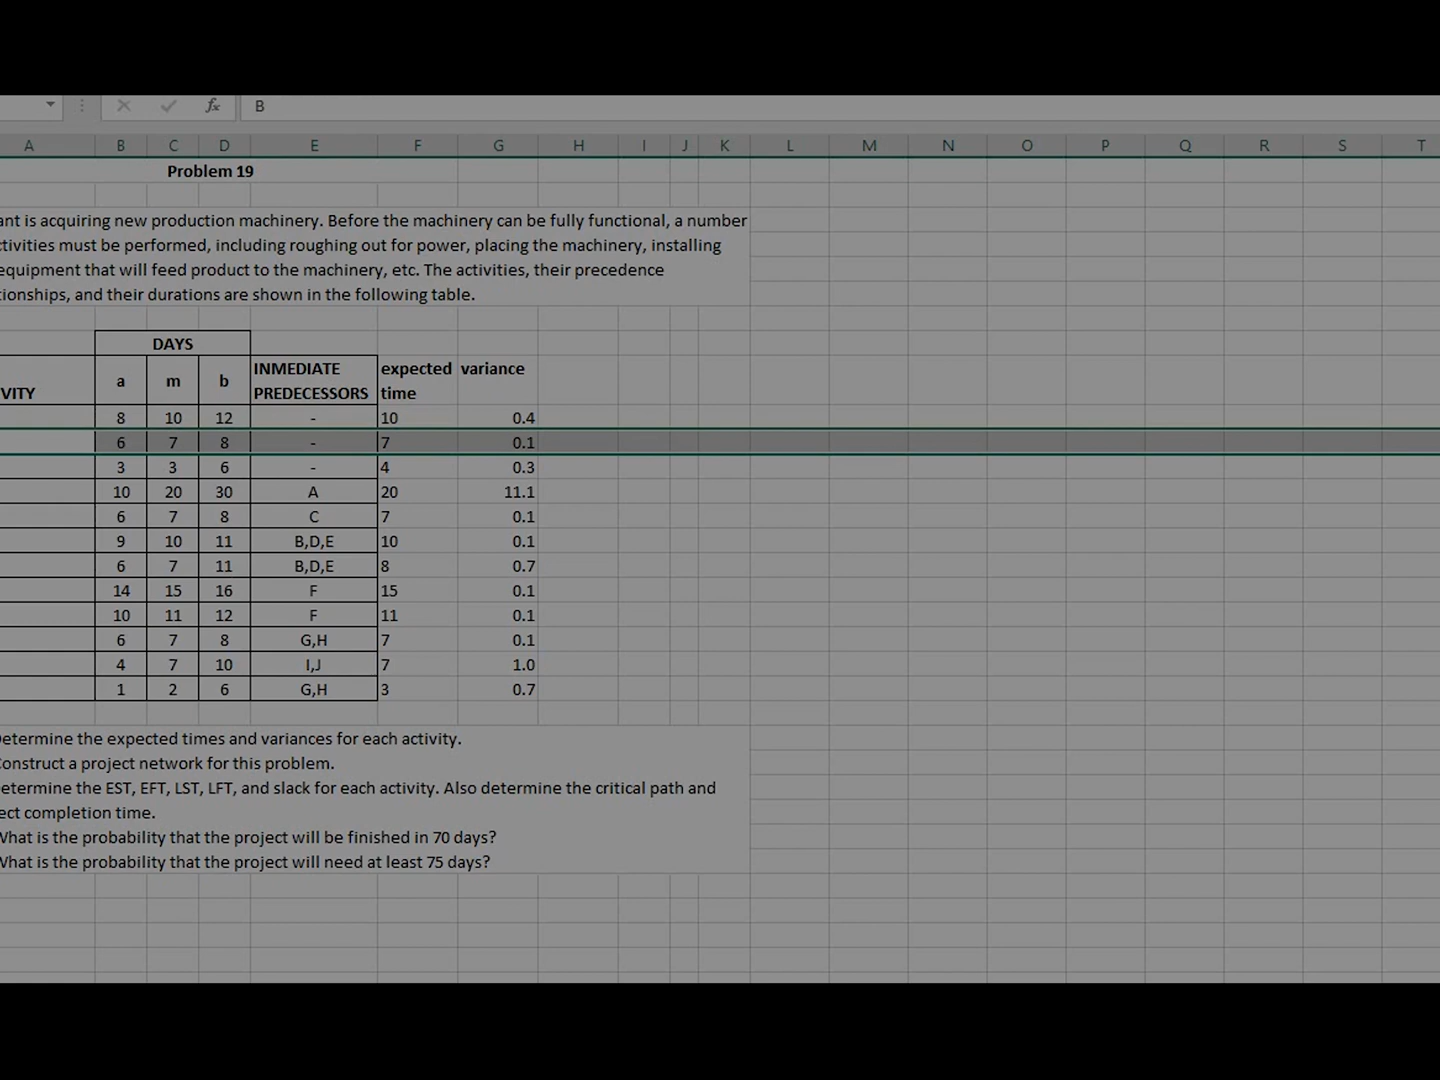 fx B
A B C D E F G H I J K L M N O P Q R S T
Problem 19
ant is acquiring new production machinery. Before the machinery can be fully functional, a number
ctivities must be performed, including roughing out for power, placing the machinery, installing
equipment that will feed product to the machinery, etc. The activities, their precedence
tionships, and their durations are shown in the following table.
DAYS
INMEDIATE expected variance
a m b
VITY PREDECESSORS time
8 10 12 - 10 0.4
6 7 8 - 7 0.1
3 3 6 - 4 0.3
10 20 30 A 20 11.1
6 7 8 C 7 0.1
9 10 11 B,D,E 10 0.1
6 7 11 B,D,E 8 0.7
14 15 16 F 15 0.1
10 11 12 F 11 0.1
6 7 8 G,H 7 0.1
4 7 10 I,J 7 1.0
1 2 6 G,H 3 0.7
etermine the expected times and variances for each activity.
onstruct a project network for this problem.
etermine the EST, EFT, LST, LFT, and slack for each activity. Also determine the critical path and
ect completion time.
What is the probability that the project will be finished in 70 days?
What is the probability that the project will need at least 75 days?